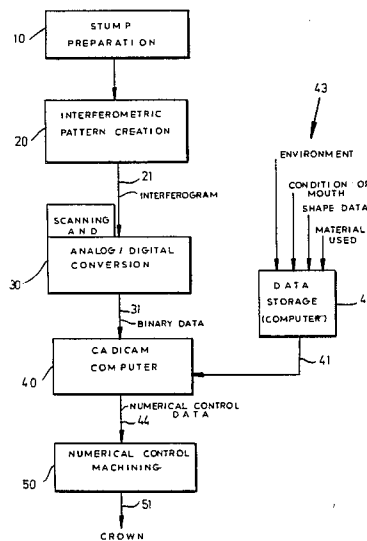 10
STUMP
PREPARATION
20
INTERFEROMETRIC
PATTERN CREATION
21
INTERFEROGRAM
43
ENVIRONMENT
CONDITION OF
MOUTH
SHAPE DATA
MATERIAL
USED
SCANNING
AND
ANALOG / DIGITAL
CONVERSION
30
31
BINARY DATA
DATA
STORAGE
(COMPUTER)
4
41
CADICAM
COMPUTER
40
NUMERICAL CONTROL
DATA
44
NUMERICAL CONTROL
MACHINING
50
51
CROWN